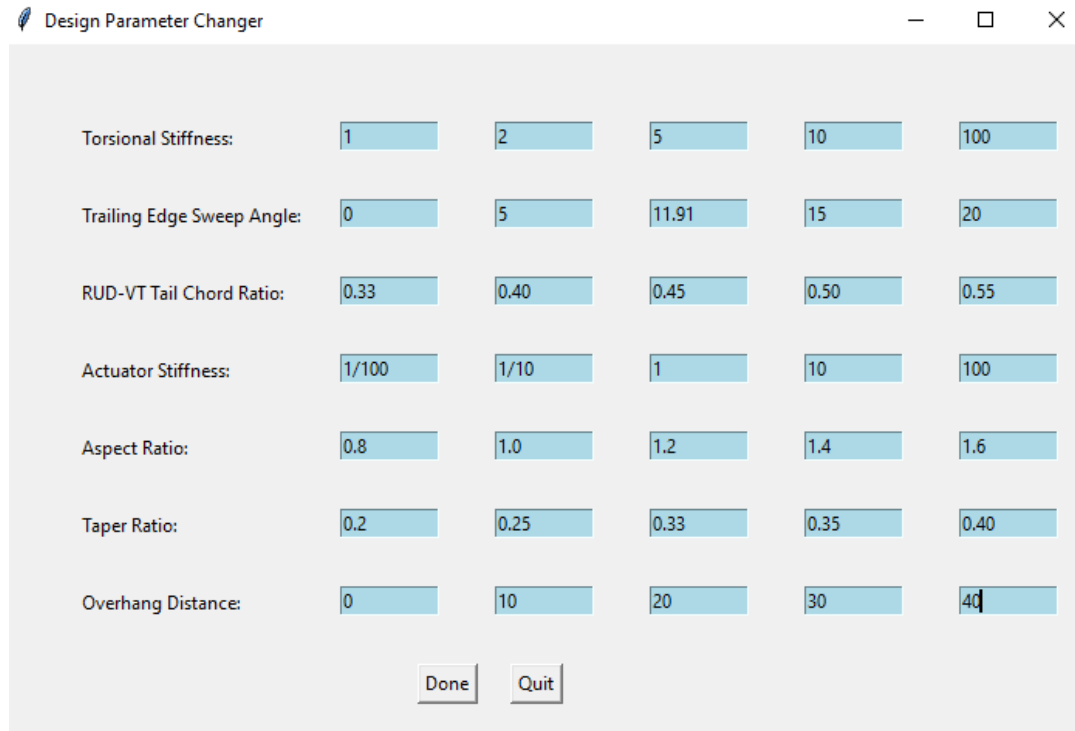 Design Parameter Changer
Torsional Stiffness: 1 2 5 10 100
Trailing Edge Sweep Angle: 0 5 11.91 15 20
RUD-VT Tail Chord Ratio: 0.33 0.40 0.45 0.50 0.55
Actuator Stiffness: 1/100 1/10 1 10 100
Aspect Ratio: 0.8 1.0 1.2 1.4 1.6
Taper Ratio: 0.2 0.25 0.33 0.35 0.40
Overhang Distance: 0 10 20 30 40
Done Quit